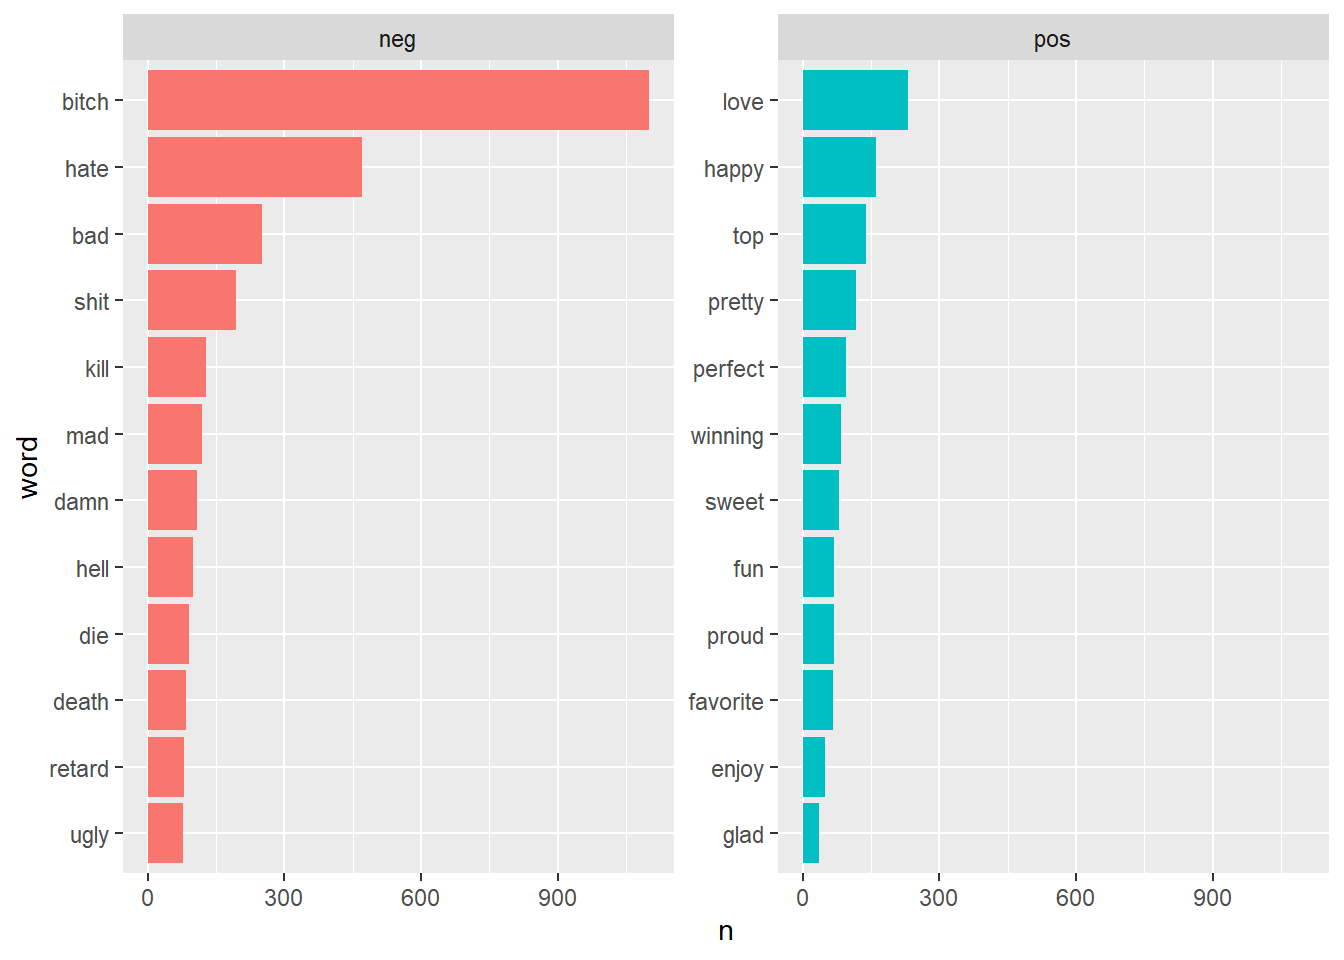 neg
pos
bitch
hate
bad
shit
kill
mad
damn
hell
die
death
retard
ugly
love
happy
top
pretty
perfect
winning
sweet
fun
proud
favorite
enjoy
glad
word
0 300 600 900
0 300 600 900
n